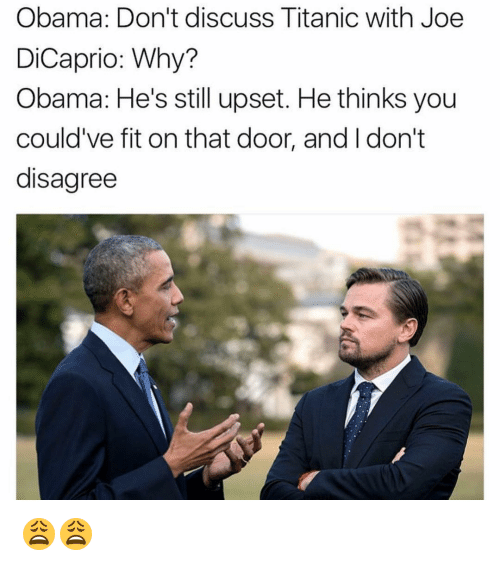 Obama: Don't discuss Titanic with Joe
DiCaprio: Why?
Obama: He's still upset. He thinks you
could've fit on that door, and I don't
disagree
😩😩